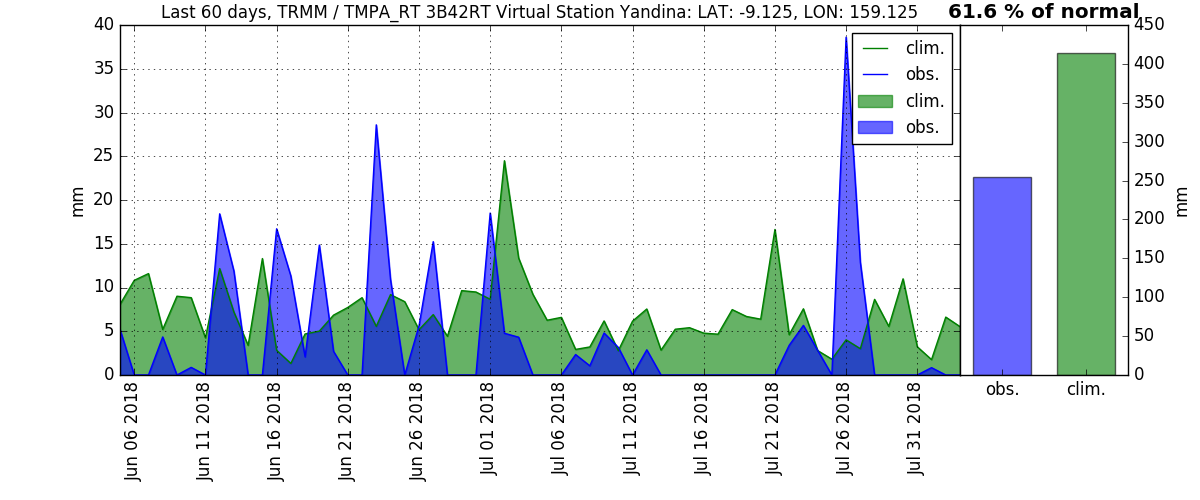 Last 60 days, TRMM / TMPA_RT 3B42RT Virtual Station Yandina: LAT: -9.125, LON: 159.125
61.6 % of normal
40
35
30
25
20
15
10
5
0
mm
clim.
obs.
clim.
obs.
450
400
350
300
250
200
150
100
50
0
mm
Jun 06 2018
Jun 11 2018
Jun 16 2018
Jun 21 2018
Jun 26 2018
Jul 01 2018
Jul 06 2018
Jul 11 2018
Jul 16 2018
Jul 21 2018
Jul 26 2018
Jul 31 2018
obs.
clim.